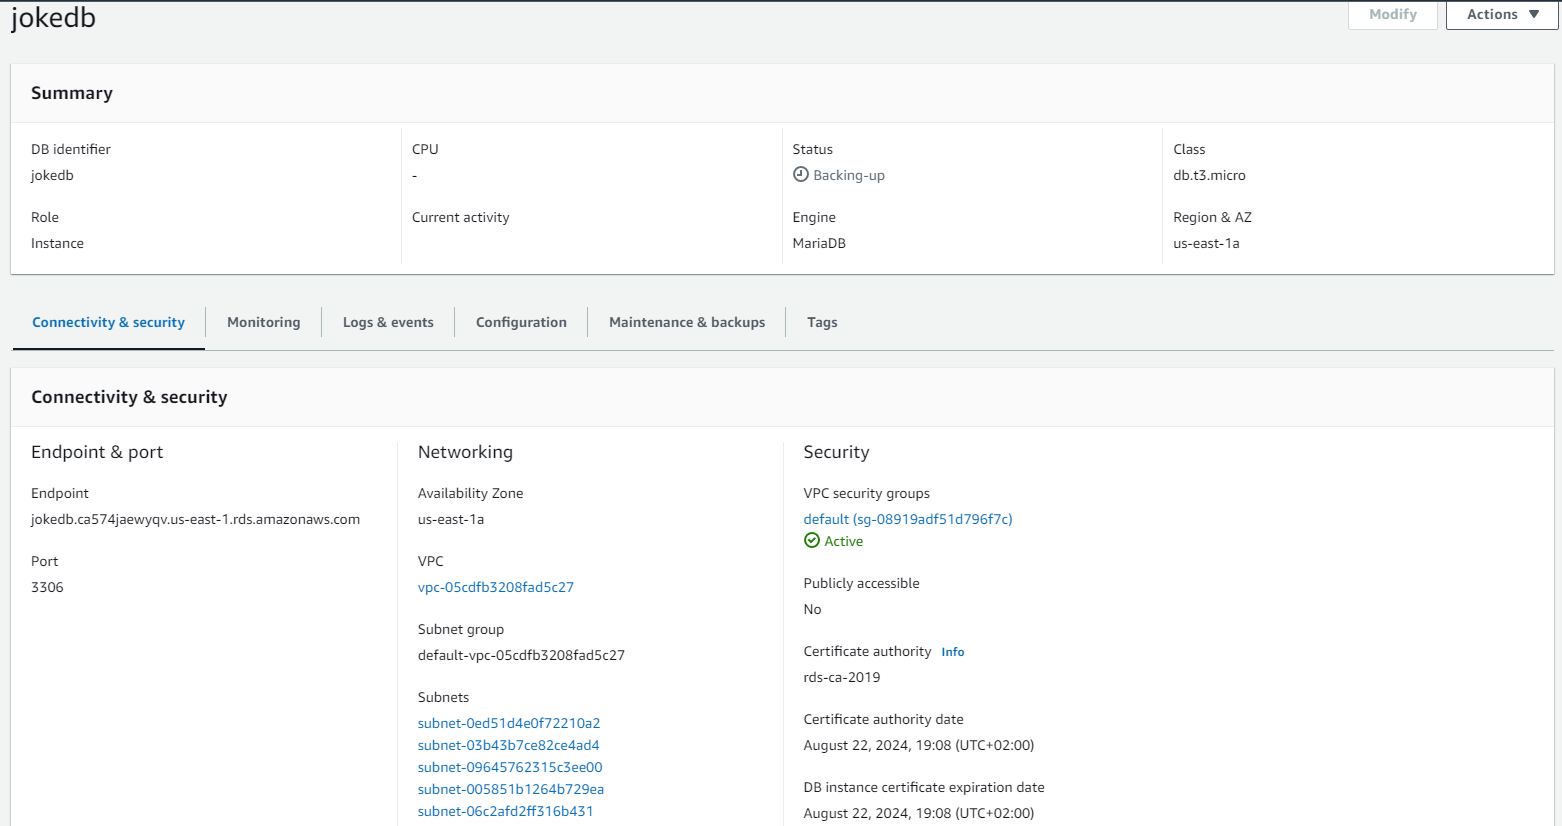 jokedb
Modify
Actions
Summary
DB identifier
jokedb
CPU
-
Status
Backing-up
Class
db.t3.micro
Role
Instance
Current activity
Engine
MariaDB
Region & AZ
us-east-1a
Connectivity & security
Monitoring
Logs & events
Configuration
Maintenance & backups
Tags
Connectivity & security
Endpoint & port
Endpoint
jokedb.ca574jaewyqv.us-east-1.rds.amazonaws.com
Port
3306
Networking
Availability Zone
us-east-1a
VPC
vpc-05cdfb3208fad5c27
Subnet group
default-vpc-05cdfb3208fad5c27
Subnets
subnet-0ed51d4e0f72210a2
subnet-03b43b7ce82ce4ad4
subnet-09645762315c3ee00
subnet-005851b1264b729ea
subnet-06c2afd2ff316b431
Security
VPC security groups
default (sg-08919adf51d796f7c)
Active
Publicly accessible
No
Certificate authority Info
rds-ca-2019
Certificate authority date
August 22, 2024, 19:08 (UTC+02:00)
DB instance certificate expiration date
August 22, 2024, 19:08 (UTC+02:00)